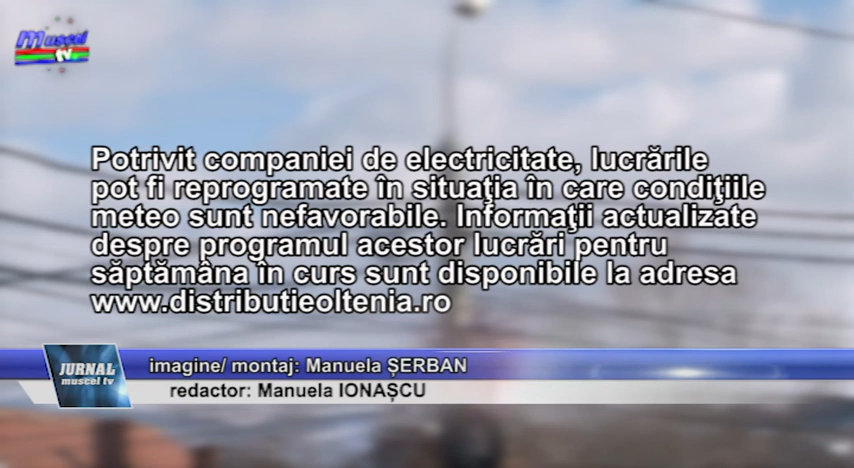 Muscel
tv
Potrivit companiei de electricitate, lucrările
pot fi reprogramate în situaţia în care condiţiile
meteo sunt nefavorabile. Informaţii actualizate
despre programul acestor lucrări pentru
săptămâna în curs sunt disponibile la adresa
www.distributieoltenia.ro
JURNAL
muscel tv
imagine/ montaj: Manuela ȘERBAN
redactor: Manuela IONAȘCU